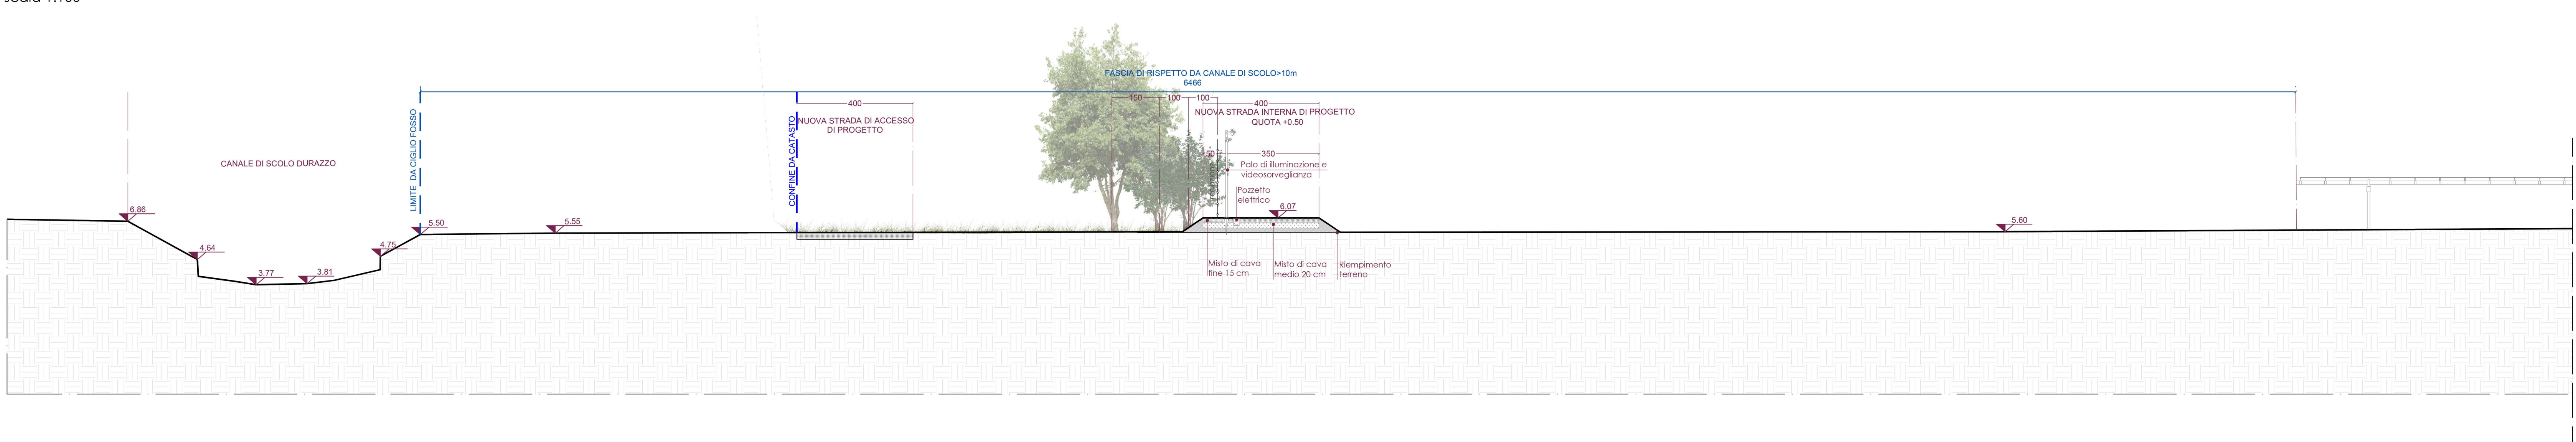 FASCIA DI RISPETTO DA CANALE DI SCOLO>10m
6466
150
100
100
400
400
NUOVA STRADA DI ACCESSO
DI PROGETTO
NUOVA STRADA INTERNA DI PROGETTO
QUOTA +0.50
CANALE DI SCOLO DURAZZO
LIMITE DA CIGLIO FOSSO
CONFINE DA CATASTO
50
350
Palo di illuminazione e
videosorveglianza
Pozzetto
elettrico
6.86
4.64
3.77
3.81
4.75
5.50
5.55
6.07
5.60
Misto di cava
fine 15 cm
Misto di cava
medio 20 cm
Riempimento
terreno